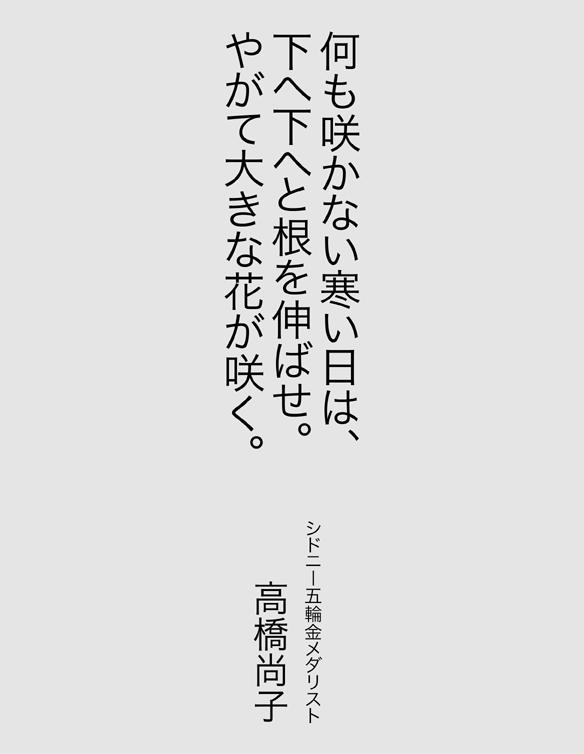 何も咲かない寒い日は、
下へ下へと根を伸ばせ。
やがて大きな花が咲く。
シドニー五輪金メダリスト
高橋尚子